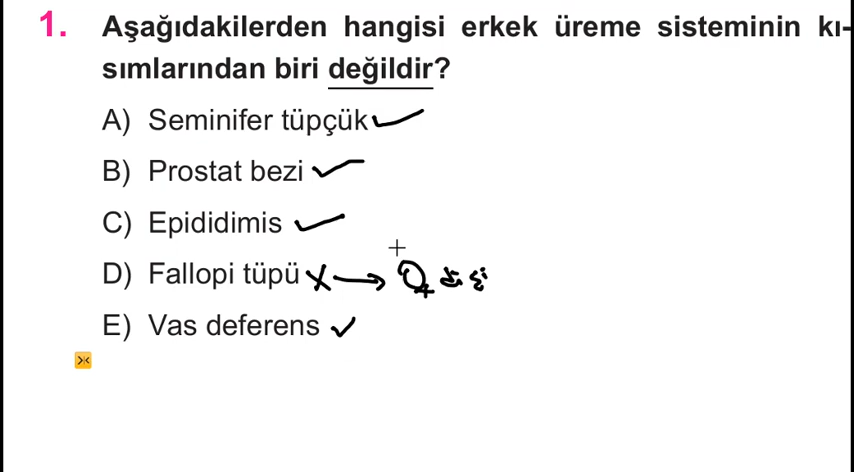 1. Aşağıdakilerden hangisi erkek üreme sisteminin kı-
sımlarından biri değildir?
A) Seminifer tüpçük
B) Prostat bezi
C) Epididimis
D) Fallopi tüpü
E) Vas deferens